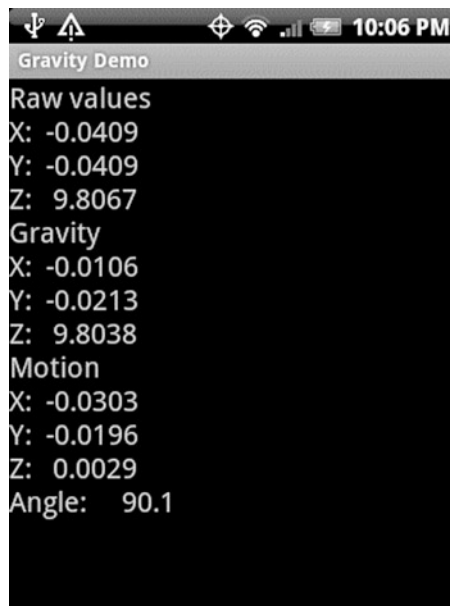 10:06 PM
Gravity Demo
Raw values
X: -0.0409
Y: -0.0409
Z: 9.8067
Gravity
X: -0.0106
Y: -0.0213
Z: 9.8038
Motion
X: -0.0303
Y: -0.0196
Z: 0.0029
Angle: 90.1